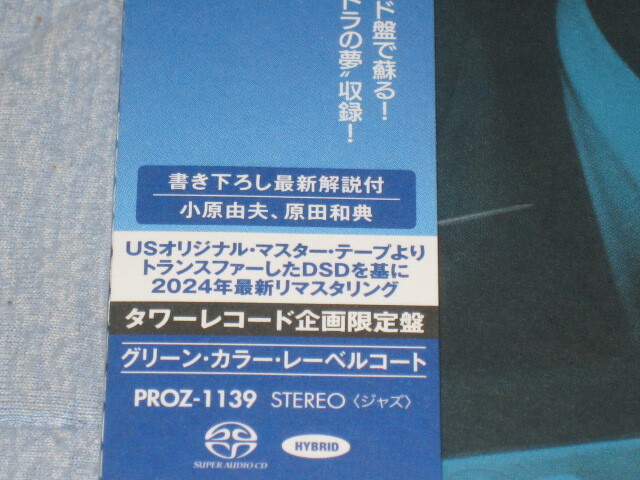 ド盤で蘇る!
トラの夢〟収録!
書き下ろし最新解説付
小原由夫、原田和典
USオリジナル・マスター・テープより
トランスファーしたDSDを基に
2024年最新リマスタリング
タワーレコード企画限定盤
グリーン・カラー・レーベルコート
PROZ-1139 STEREO〈ジャズ〉
SUPER AUDIO CD
HYBRID